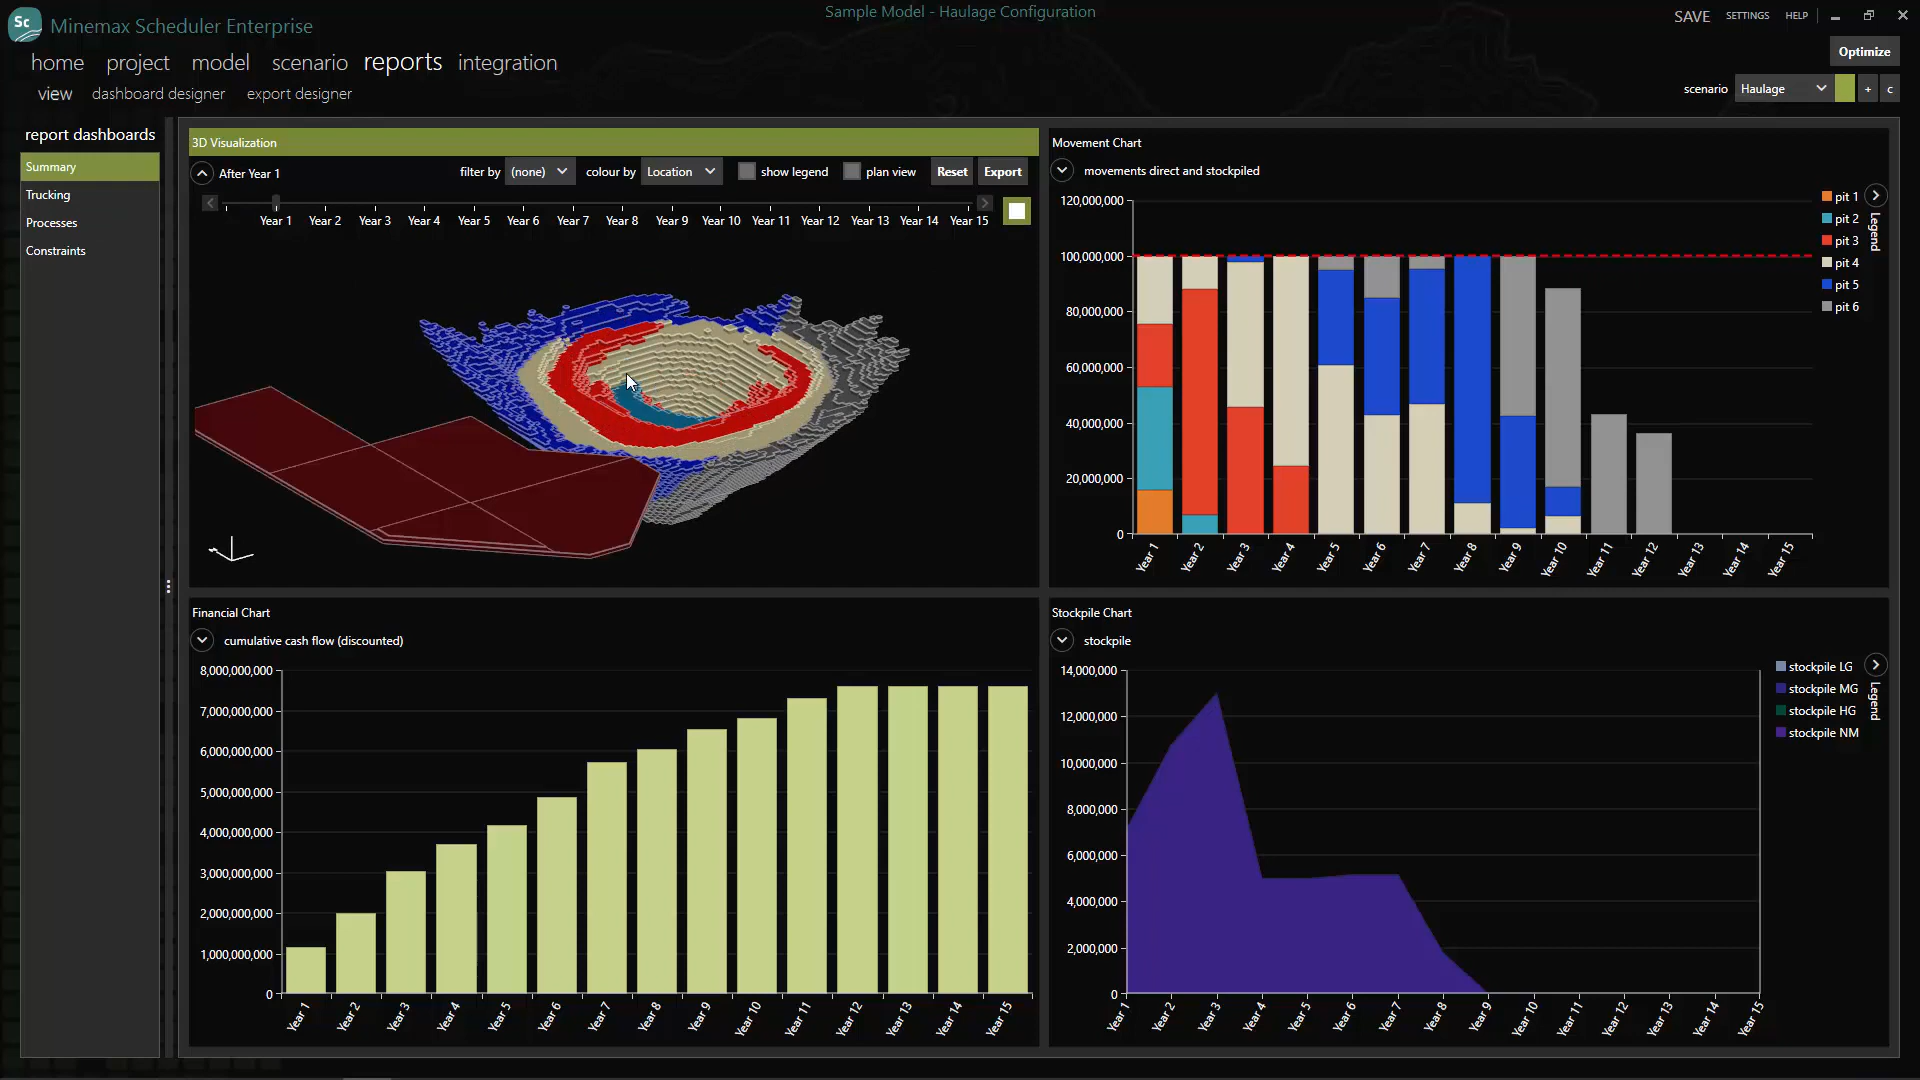 Sc
Minemax Scheduler Enterprise
Sample Model - Haulage Configuration
SAVE SETTINGS HELP
home project model scenario reports integration
Optimize
view dashboard designer export designer
scenario Haulage + c
report dashboards
Summary
Trucking
Processes
Constraints
3D Visualization
After Year 1
filter by (none) colour by Location show legend plan view Reset Export
Year 1 Year 2 Year 3 Year 4 Year 5 Year 6 Year 7 Year 8 Year 9 Year 10 Year 11 Year 12 Year 13 Year 14 Year 15
Movement Chart
movements direct and stockpiled
120,000,000
100,000,000
80,000,000
60,000,000
40,000,000
20,000,000
0
Year 1 Year 2 Year 3 Year 4 Year 5 Year 6 Year 7 Year 8 Year 9 Year 10 Year 11 Year 12 Year 13 Year 14 Year 15
pit 1
pit 2
pit 3
pit 4
pit 5
pit 6
Legend
Financial Chart
cumulative cash flow (discounted)
8,000,000,000
7,000,000,000
6,000,000,000
5,000,000,000
4,000,000,000
3,000,000,000
2,000,000,000
1,000,000,000
0
Year 1 Year 2 Year 3 Year 4 Year 5 Year 6 Year 7 Year 8 Year 9 Year 10 Year 11 Year 12 Year 13 Year 14 Year 15
Stockpile Chart
stockpile
14,000,000
12,000,000
10,000,000
8,000,000
6,000,000
4,000,000
2,000,000
0
Year 1 Year 2 Year 3 Year 4 Year 5 Year 6 Year 7 Year 8 Year 9 Year 10 Year 11 Year 12 Year 13 Year 14 Year 15
stockpile LG
stockpile MG
stockpile HG
stockpile NM
Legend